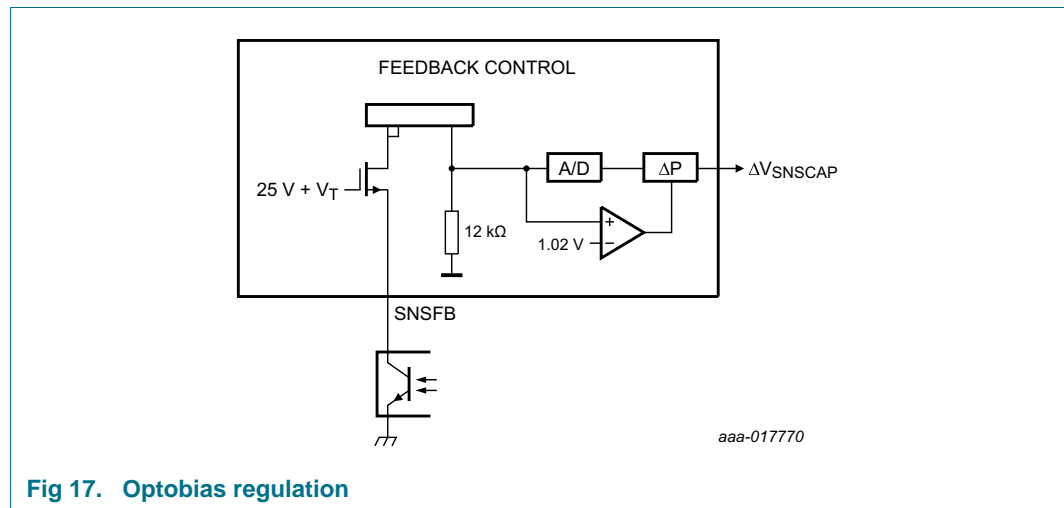 FEEDBACK CONTROL
A/D
ΔP
ΔVSNSCAP
25 V + VT
12 kΩ
+
1.02 V
−
SNSFB
aaa-017770
Fig 17. Optobias regulation